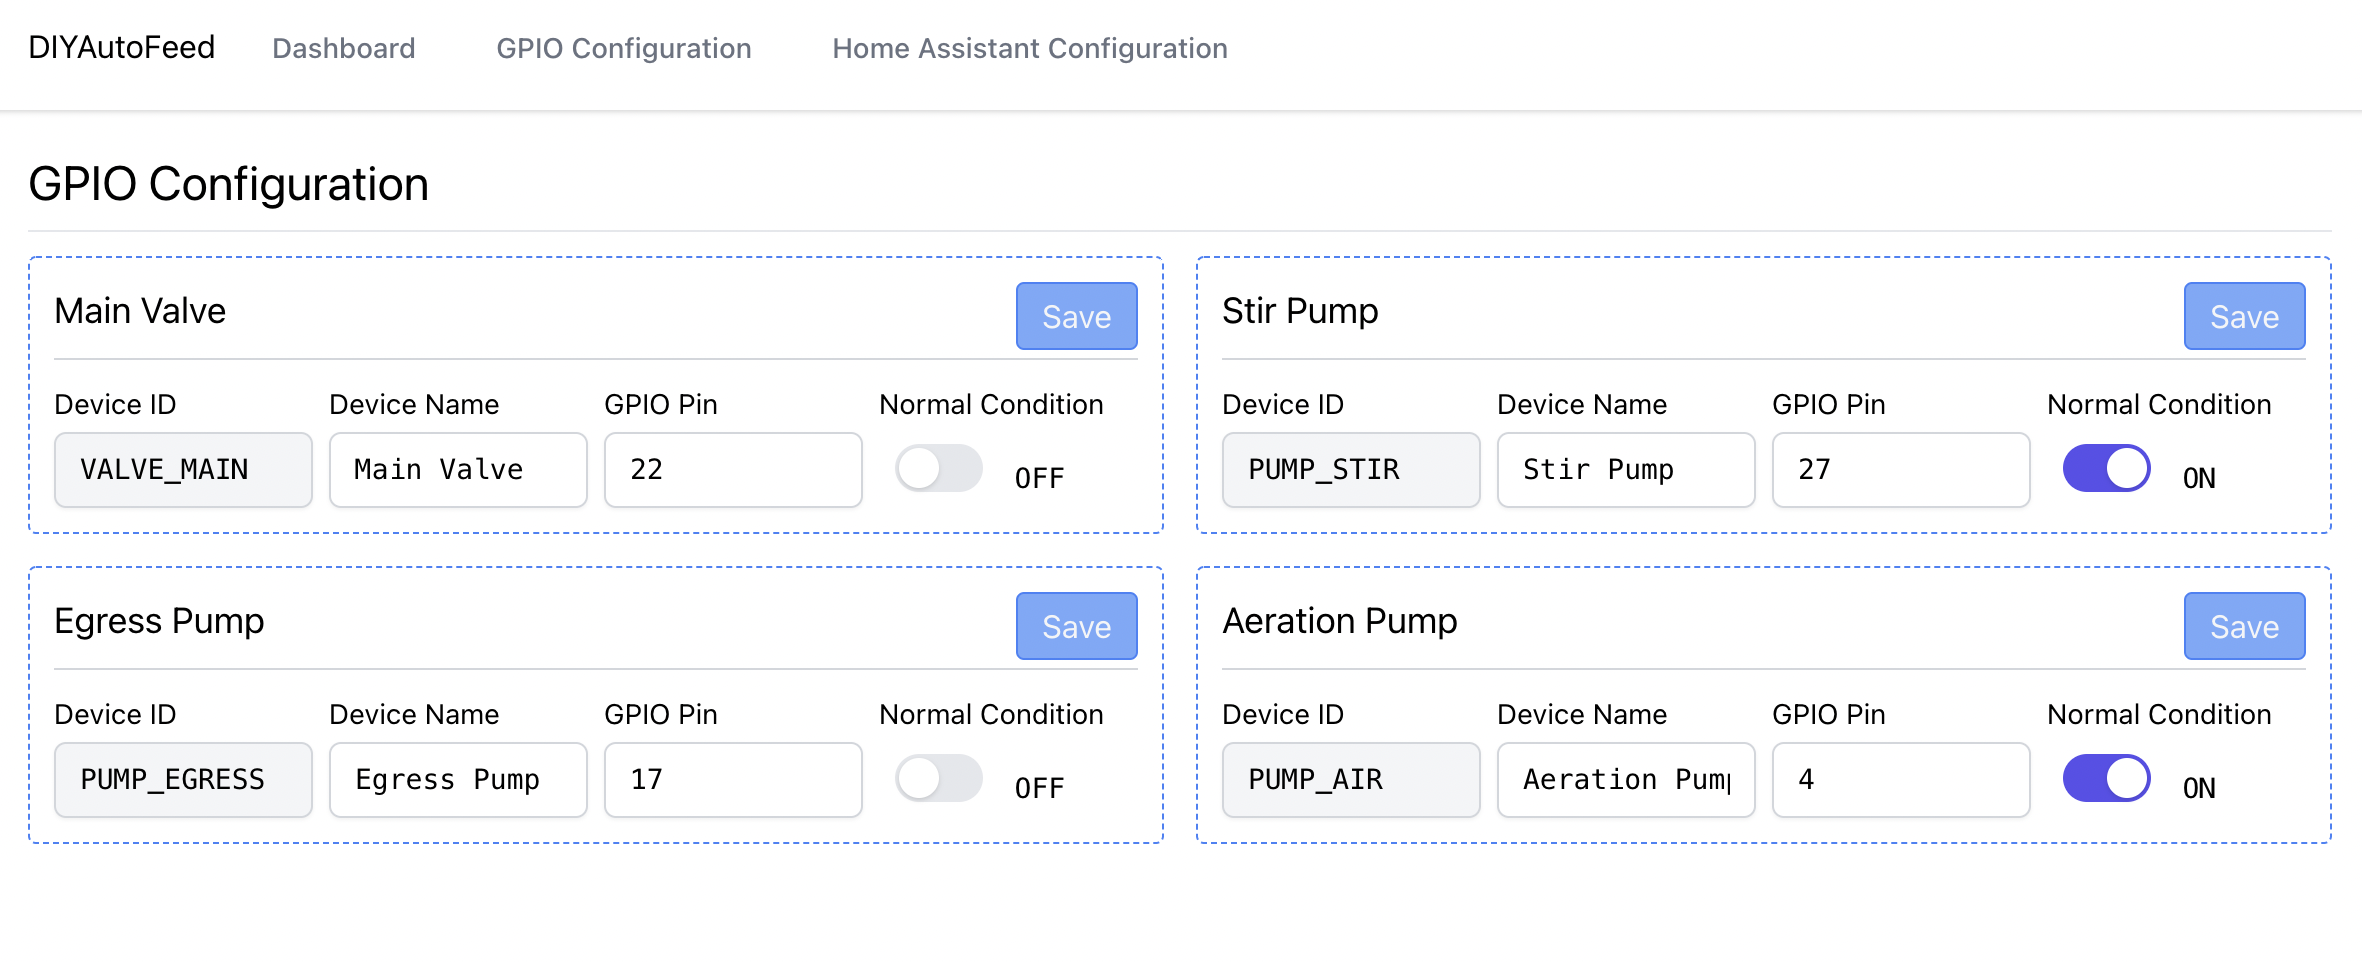 DIYAutoFeed Dashboard GPIO Configuration Home Assistant Configuration
GPIO Configuration
Main Valve Save
Device ID Device Name GPIO Pin Normal Condition
VALVE_MAIN Main Valve 22 OFF
Stir Pump Save
Device ID Device Name GPIO Pin Normal Condition
PUMP_STIR Stir Pump 27 ON
Egress Pump Save
Device ID Device Name GPIO Pin Normal Condition
PUMP_EGRESS Egress Pump 17 OFF
Aeration Pump Save
Device ID Device Name GPIO Pin Normal Condition
PUMP_AIR Aeration Pump 4 ON